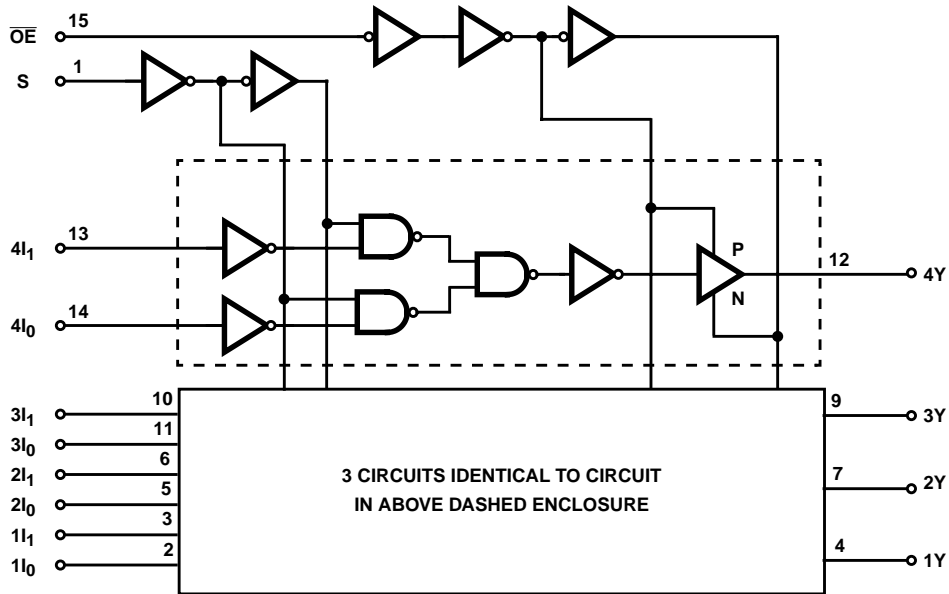 OE 15
S 1
4I1 13
4I0 14
P
N
12 4Y
3I1 10
3I0 11
2I1 6
2I0 5
1I1 3
1I0 2
3 CIRCUITS IDENTICAL TO CIRCUIT
IN ABOVE DASHED ENCLOSURE
9 3Y
7 2Y
4 1Y